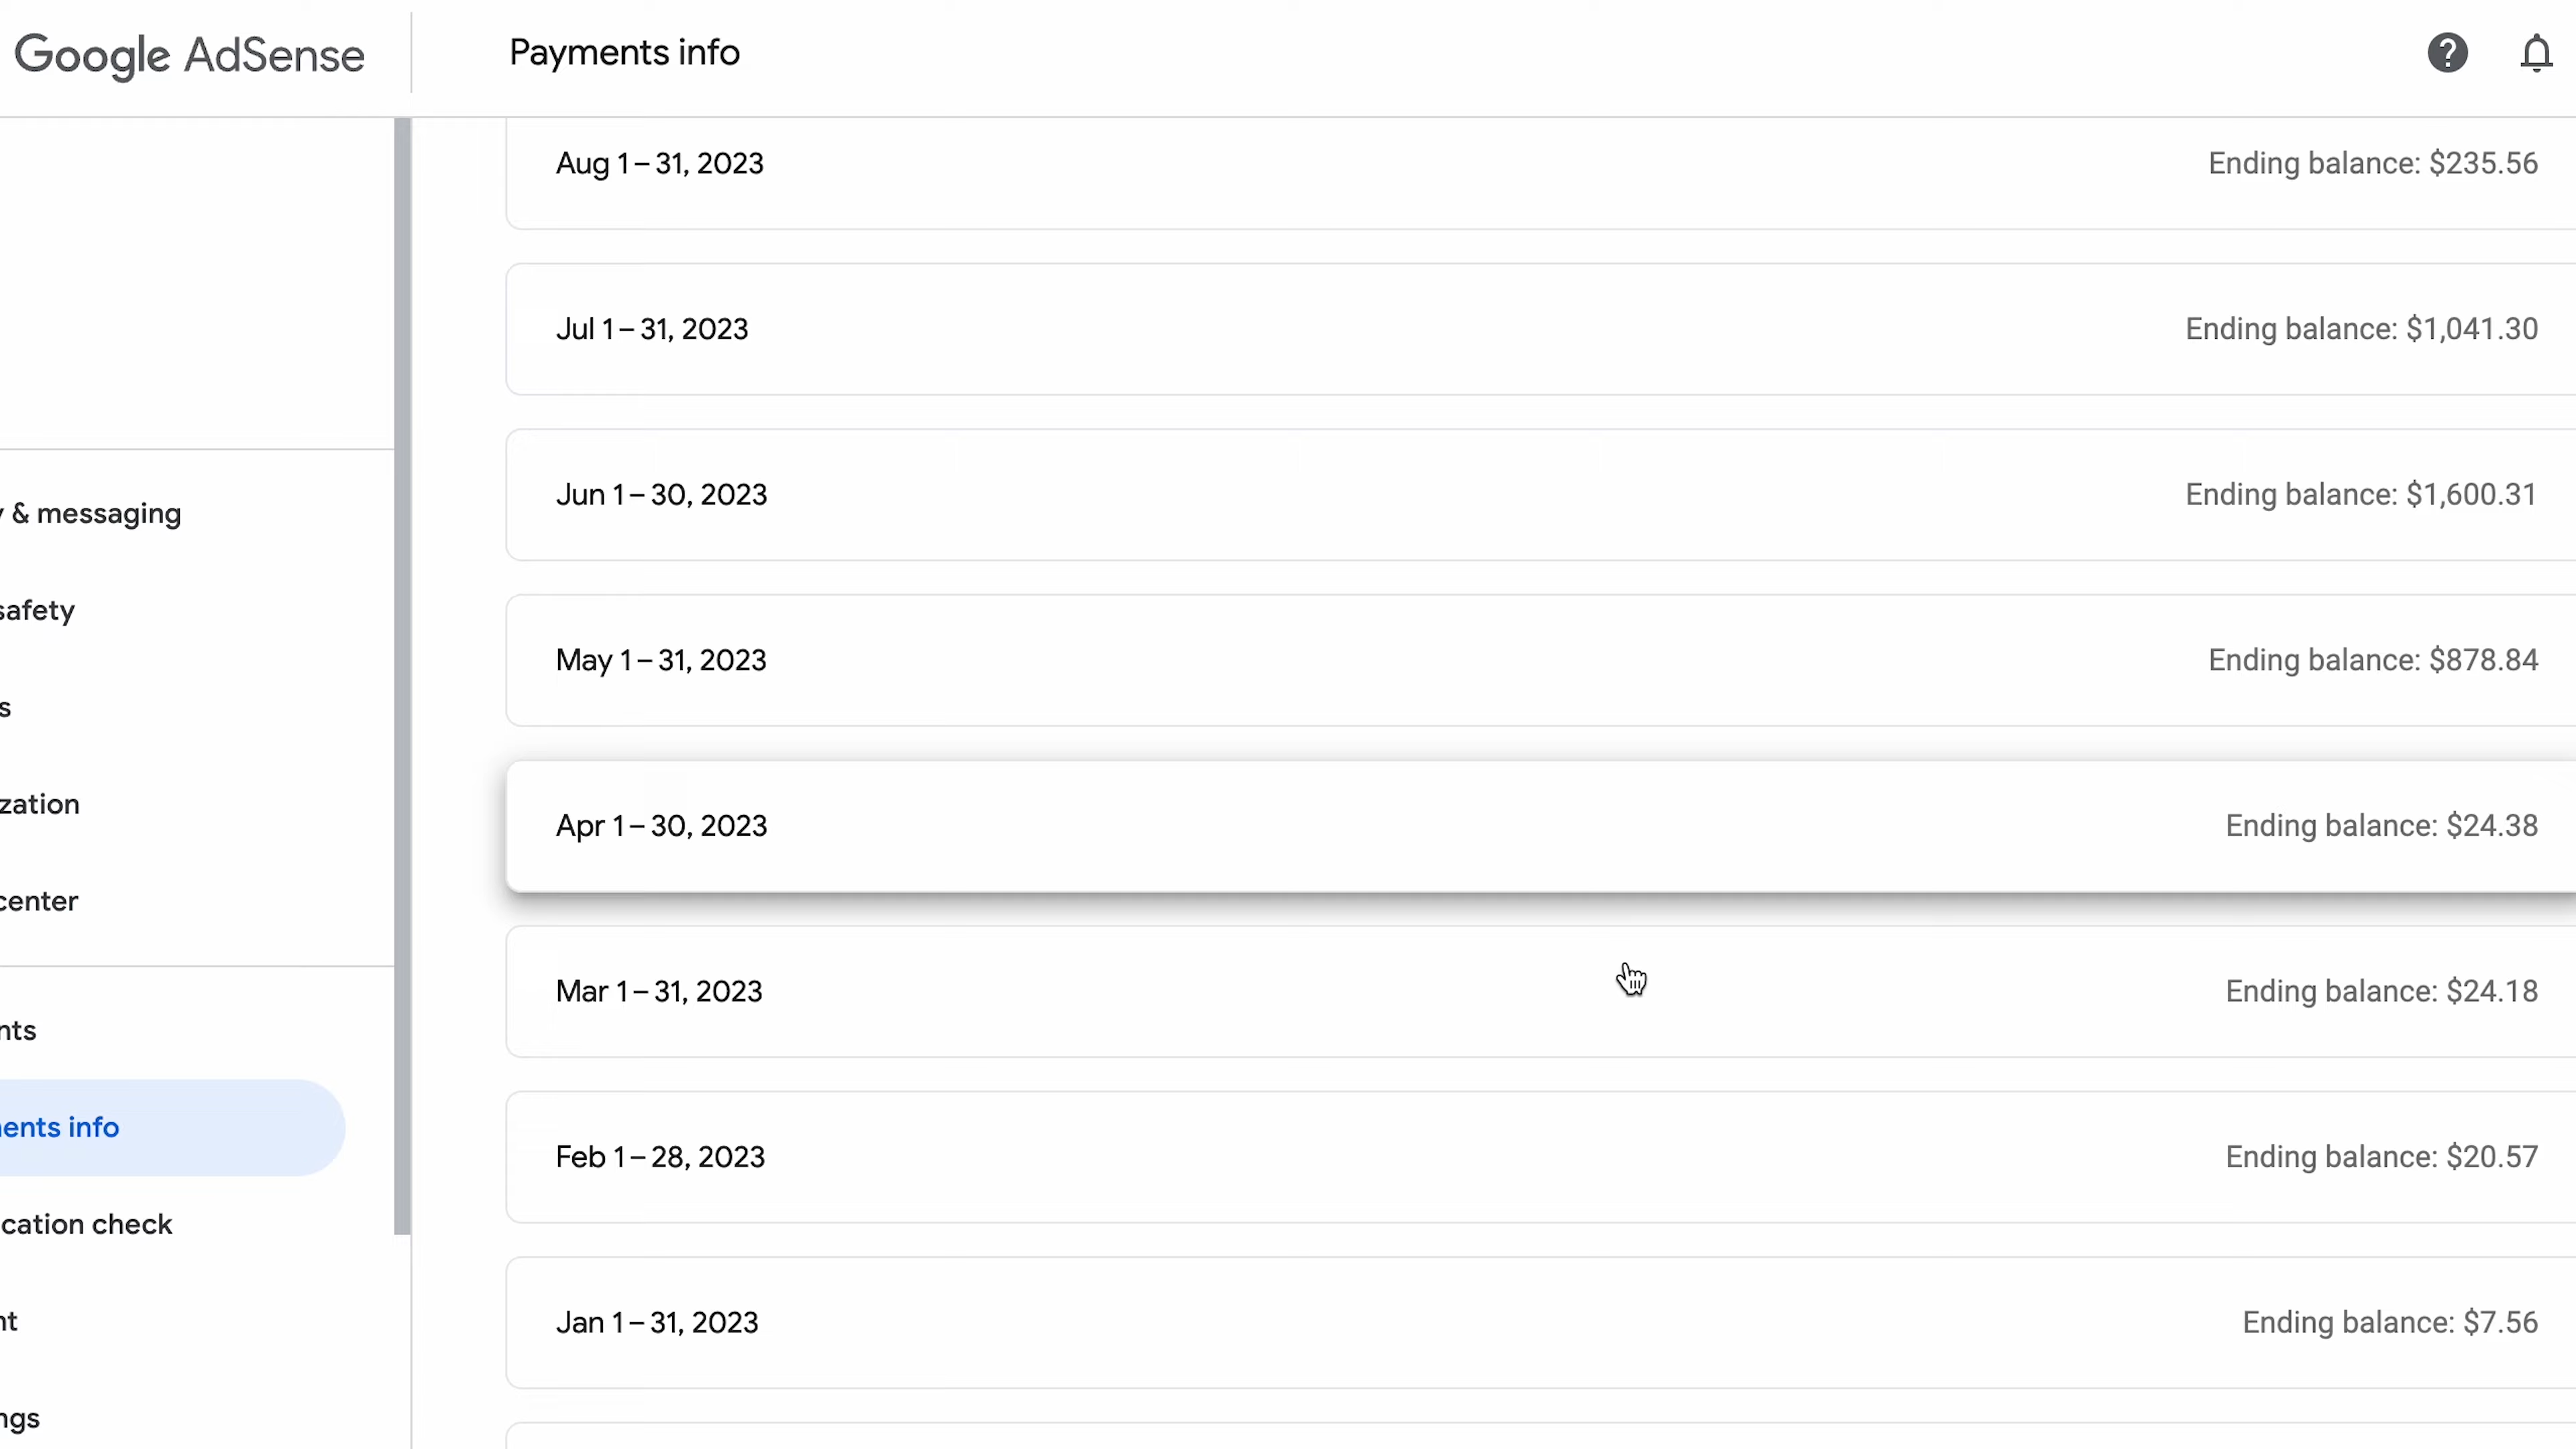 Google AdSense
Payments info
Aug 1 – 31, 2023
Ending balance: $235.56
Jul 1 – 31, 2023
Ending balance: $1,041.30
Jun 1 – 30, 2023
Ending balance: $1,600.31
May 1 – 31, 2023
Ending balance: $878.84
Apr 1 – 30, 2023
Ending balance: $24.38
Mar 1 – 31, 2023
Ending balance: $24.18
Feb 1 – 28, 2023
Ending balance: $20.57
Jan 1 – 31, 2023
Ending balance: $7.56
& messaging
safety
s
zation
center
nts
ents info
cation check
nt
ngs